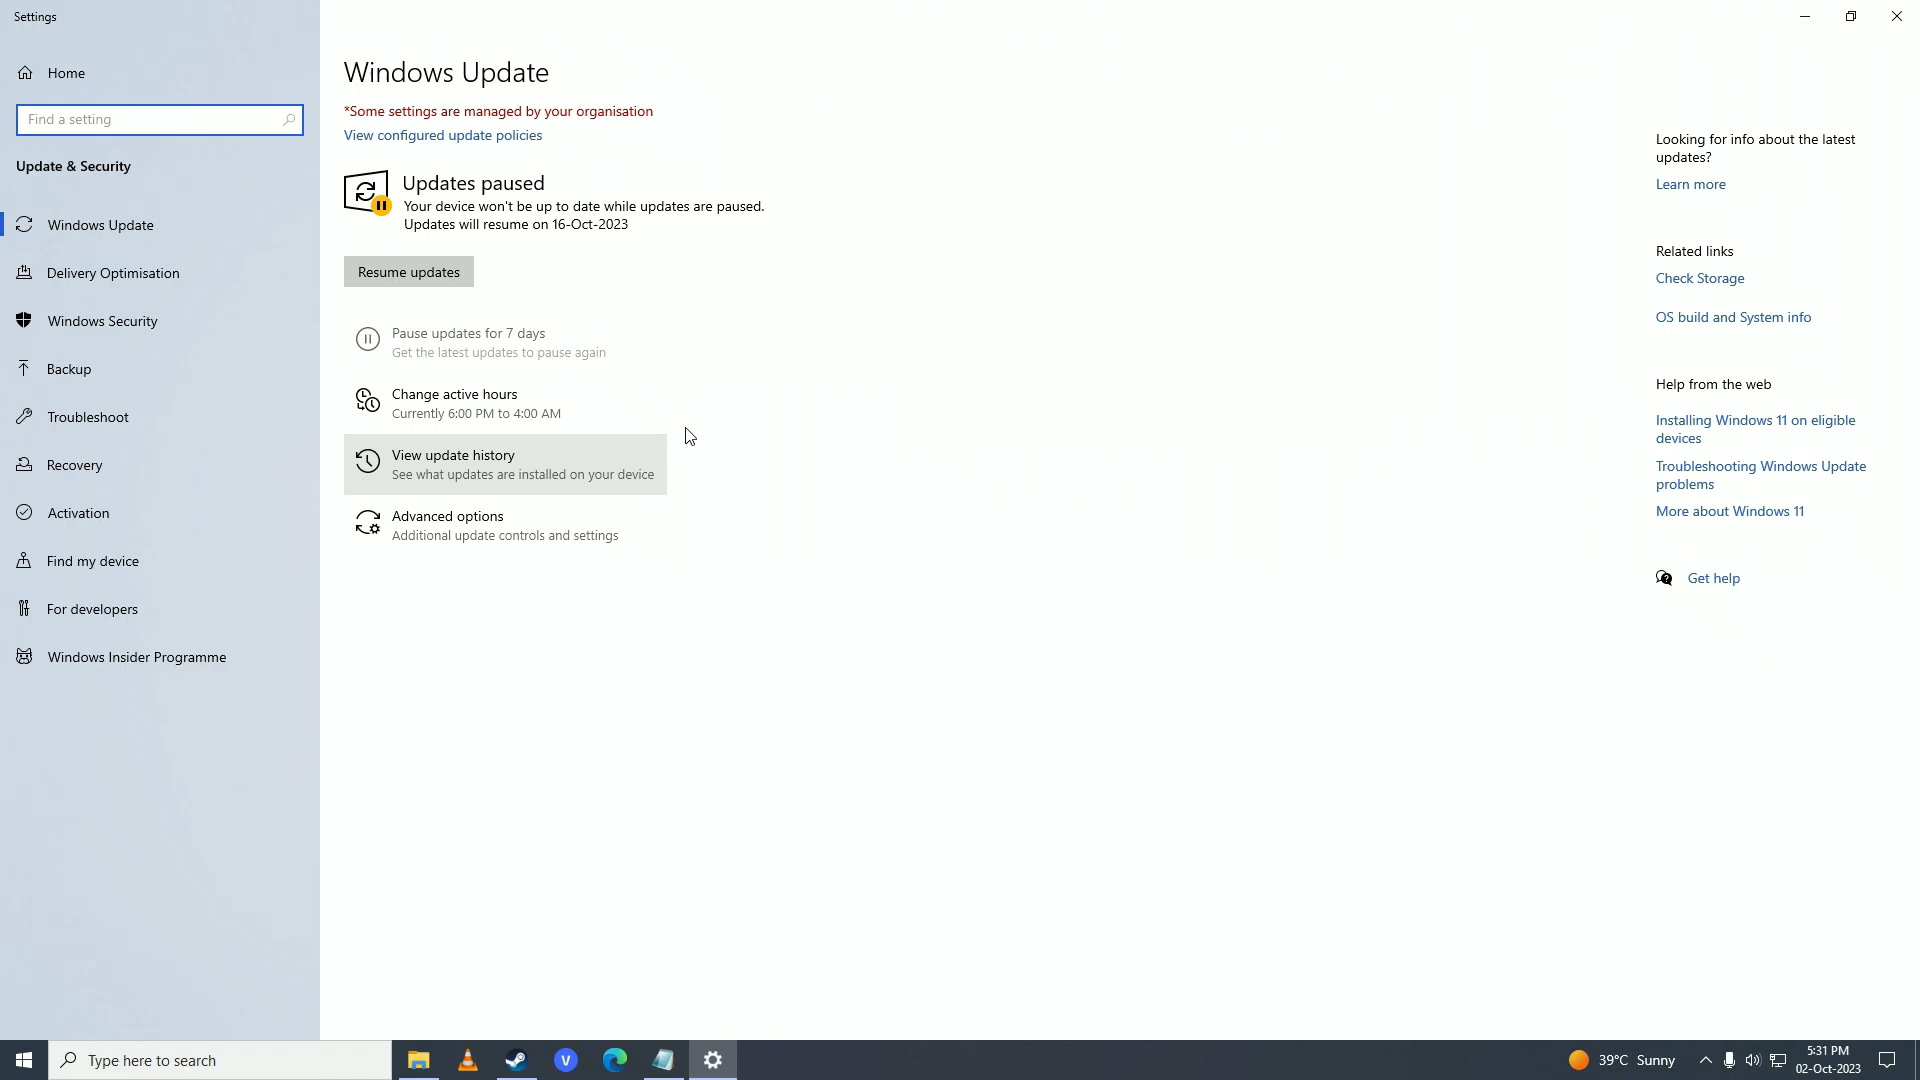 Settings
Home
Find a setting
Update & Security
Windows Update
Delivery Optimisation
Windows Security
Backup
Troubleshoot
Recovery
Activation
Find my device
For developers
Windows Insider Programme
Windows Update
*Some settings are managed by your organisation
View configured update policies
Updates paused
Your device won't be up to date while updates are paused.
Updates will resume on 16-Oct-2023
Resume updates
Pause updates for 7 days
Get the latest updates to pause again
Change active hours
Currently 6:00 PM to 4:00 AM
View update history
See what updates are installed on your device
Advanced options
Additional update controls and settings
Looking for info about the latest
updates?
Learn more
Related links
Check Storage
OS build and System info
Help from the web
Installing Windows 11 on eligible
devices
Troubleshooting Windows Update
problems
More about Windows 11
Get help
Type here to search
V
39°C Sunny
5:31 PM
02-Oct-2023